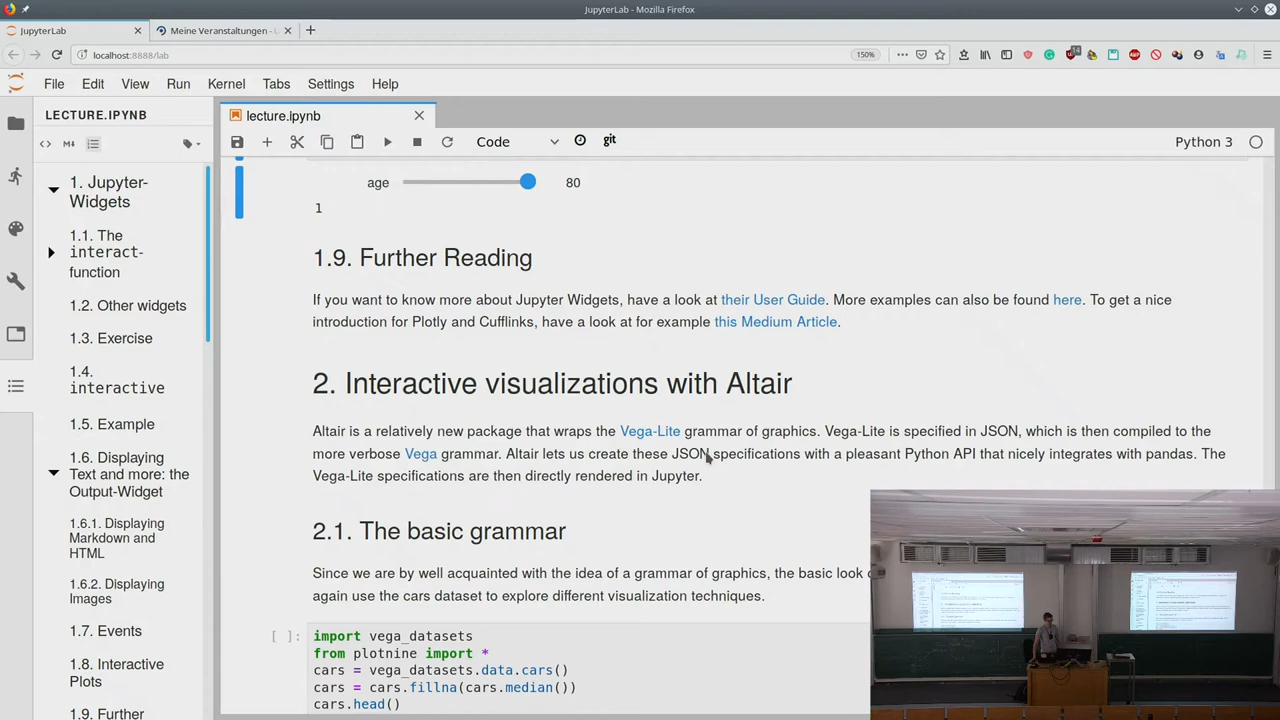 JupyterLab - Mozilla Firefox
JupyterLab
Meine Veranstaltungen - 
localhost:8888/lab
150%
14
ABP
File Edit View Run Kernel Tabs Settings Help
LECTURE.IPYNB
lecture.ipynb
Code
git
Python 3
1. Jupyter-
Widgets
1.1. The
interact-
function
1.2. Other widgets
1.3. Exercise
1.4.
interactive
1.5. Example
1.6. Displaying
Text and more: the
Output-Widget
1.6.1. Displaying
Markdown and
HTML
1.6.2. Displaying
Images
1.7. Events
1.8. Interactive
Plots
1.9. Further
age 80
1
1.9. Further Reading
If you want to know more about Jupyter Widgets, have a look at their User Guide. More examples can also be found here. To get a nice
introduction for Plotly and Cufflinks, have a look at for example this Medium Article.
2. Interactive visualizations with Altair
Altair is a relatively new package that wraps the Vega-Lite grammar of graphics. Vega-Lite is specified in JSON, which is then compiled to the
more verbose Vega grammar. Altair lets us create these JSON specifications with a pleasant Python API that nicely integrates with pandas. The
Vega-Lite specifications are then directly rendered in Jupyter.
2.1. The basic grammar
Since we are by well acquainted with the idea of a grammar of graphics, the basic look
again use the cars dataset to explore different visualization techniques.
[ ]: import vega_datasets
from plotnine import *
cars = vega_datasets.data.cars()
cars = cars.fillna(cars.median())
cars.head()